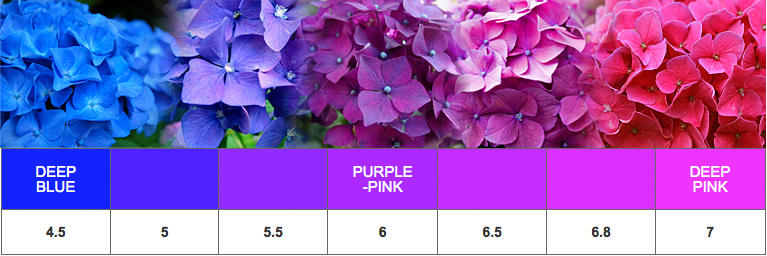 DEEP
BLUE
PURPLE
-PINK
DEEP
PINK
4.5 5 5.5 6 6.5 6.8 7